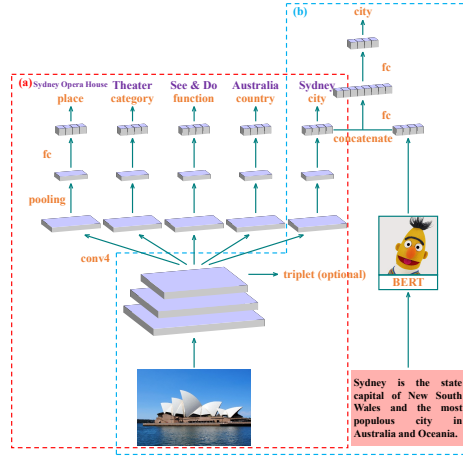 (b)
city
fc
fc
concatenate
(a)
Sydney Opera House
place
Theater
category
See & Do
function
Australia
country
Sydney
city
fc
pooling
conv4
triplet (optional)
BERT
Sydney is the state
capital of New South
Wales and the most
populous city in
Australia and Oceania.